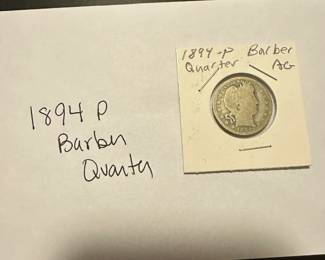 1894 P
Barber
Quarter
1894-P Barber
Quarter AG